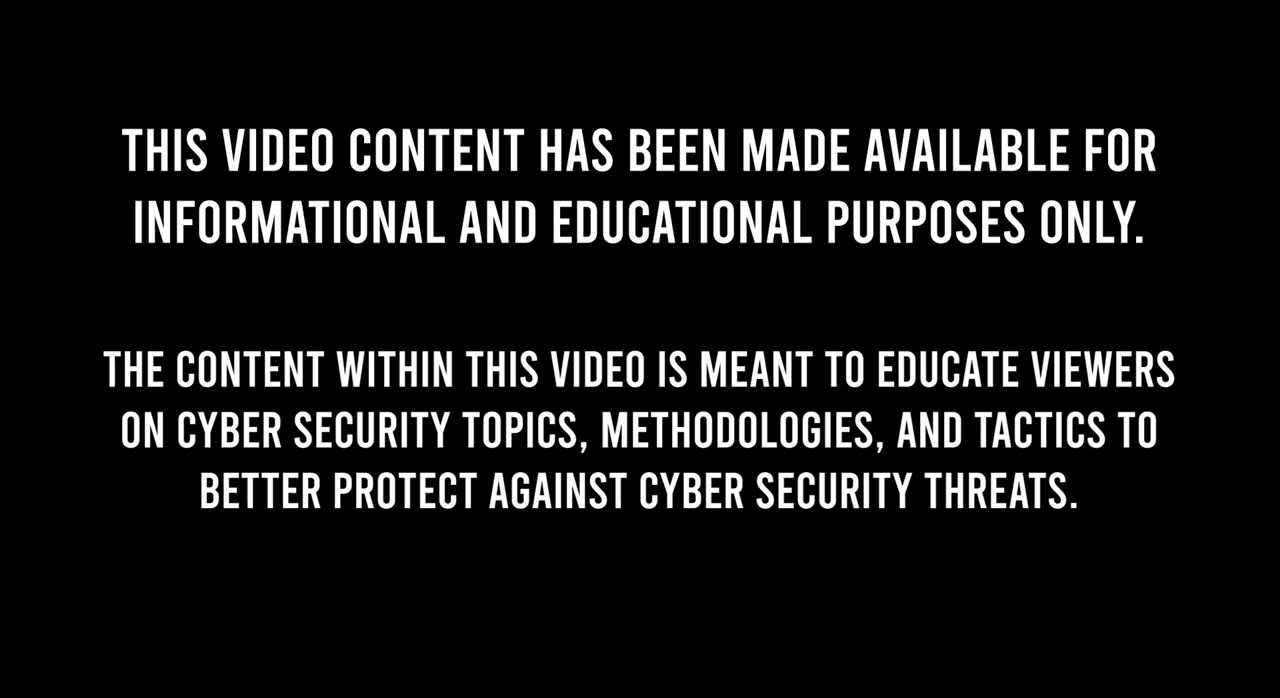 THIS VIDEO CONTENT HAS BEEN MADE AVAILABLE FOR
INFORMATIONAL AND EDUCATIONAL PURPOSES ONLY.
THE CONTENT WITHIN THIS VIDEO IS MEANT TO EDUCATE VIEWERS
ON CYBER SECURITY TOPICS, METHODOLOGIES, AND TACTICS TO
BETTER PROTECT AGAINST CYBER SECURITY THREATS.